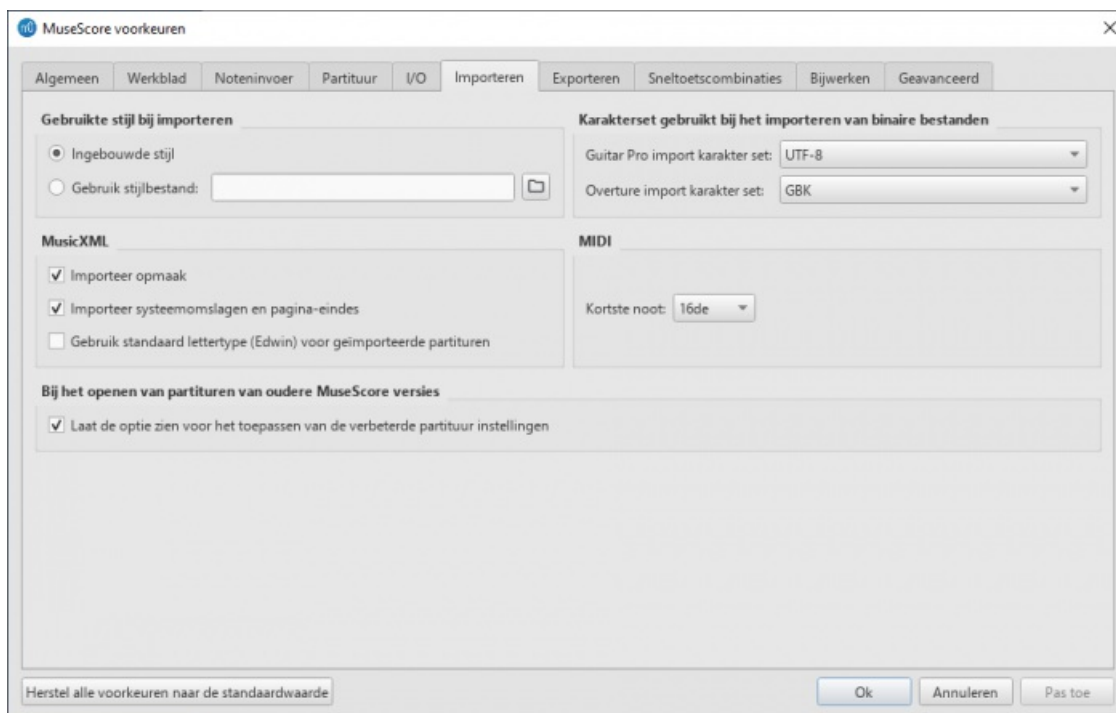 MuseScore voorkeuren
Algemeen Werkblad Noteninvoer Partituur I/O Importeren Exporteren Sneltoetscombinaties Bijwerken Geavanceerd
Gebruikte stijl bij importeren
Ingebouwde stijl
Gebruik stijlbestand:
Karakterset gebruikt bij het importeren van binaire bestanden
Guitar Pro import karakter set: UTF-8
Overture import karakter set: GBK
MusicXML
Importeer opmaak
Importeer systeemomslagen en pagina-eindes
Gebruik standaard lettertype (Edwin) voor geïmporteerde partituren
MIDI
Kortste noot: 16de
Bij het openen van partituren van oudere MuseScore versies
Laat de optie zien voor het toepassen van de verbeterde partituur instellingen
Herstel alle voorkeuren naar de standaardwaarde Ok Annuleren Pas toe